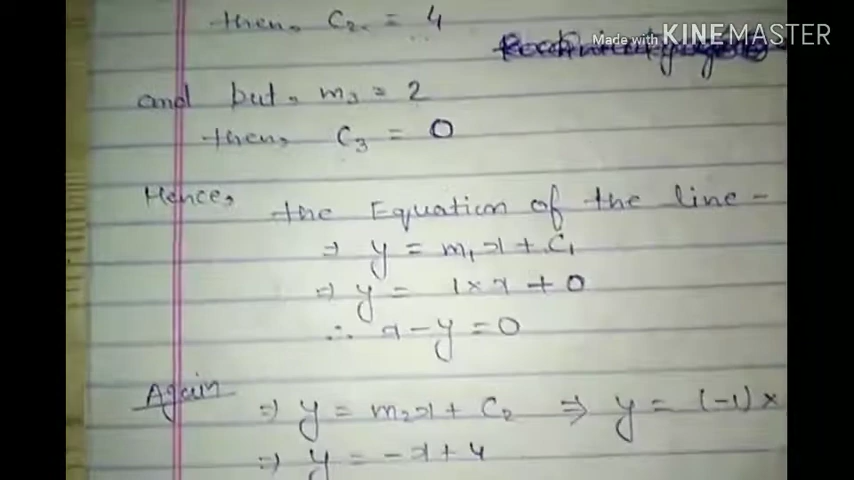 then, C₂ = 4
Made with KINEMASTER
and put, m₃ = 2
then, C₃ = 0
Hence, the Equation of the line -
⇒ y = m₁x + C₁
⇒ y = 1 × x + 0
∴ x - y = 0
Again ⇒ y = m₂x + C₂ ⇒ y = (-1) ×
⇒ y = -x + 4